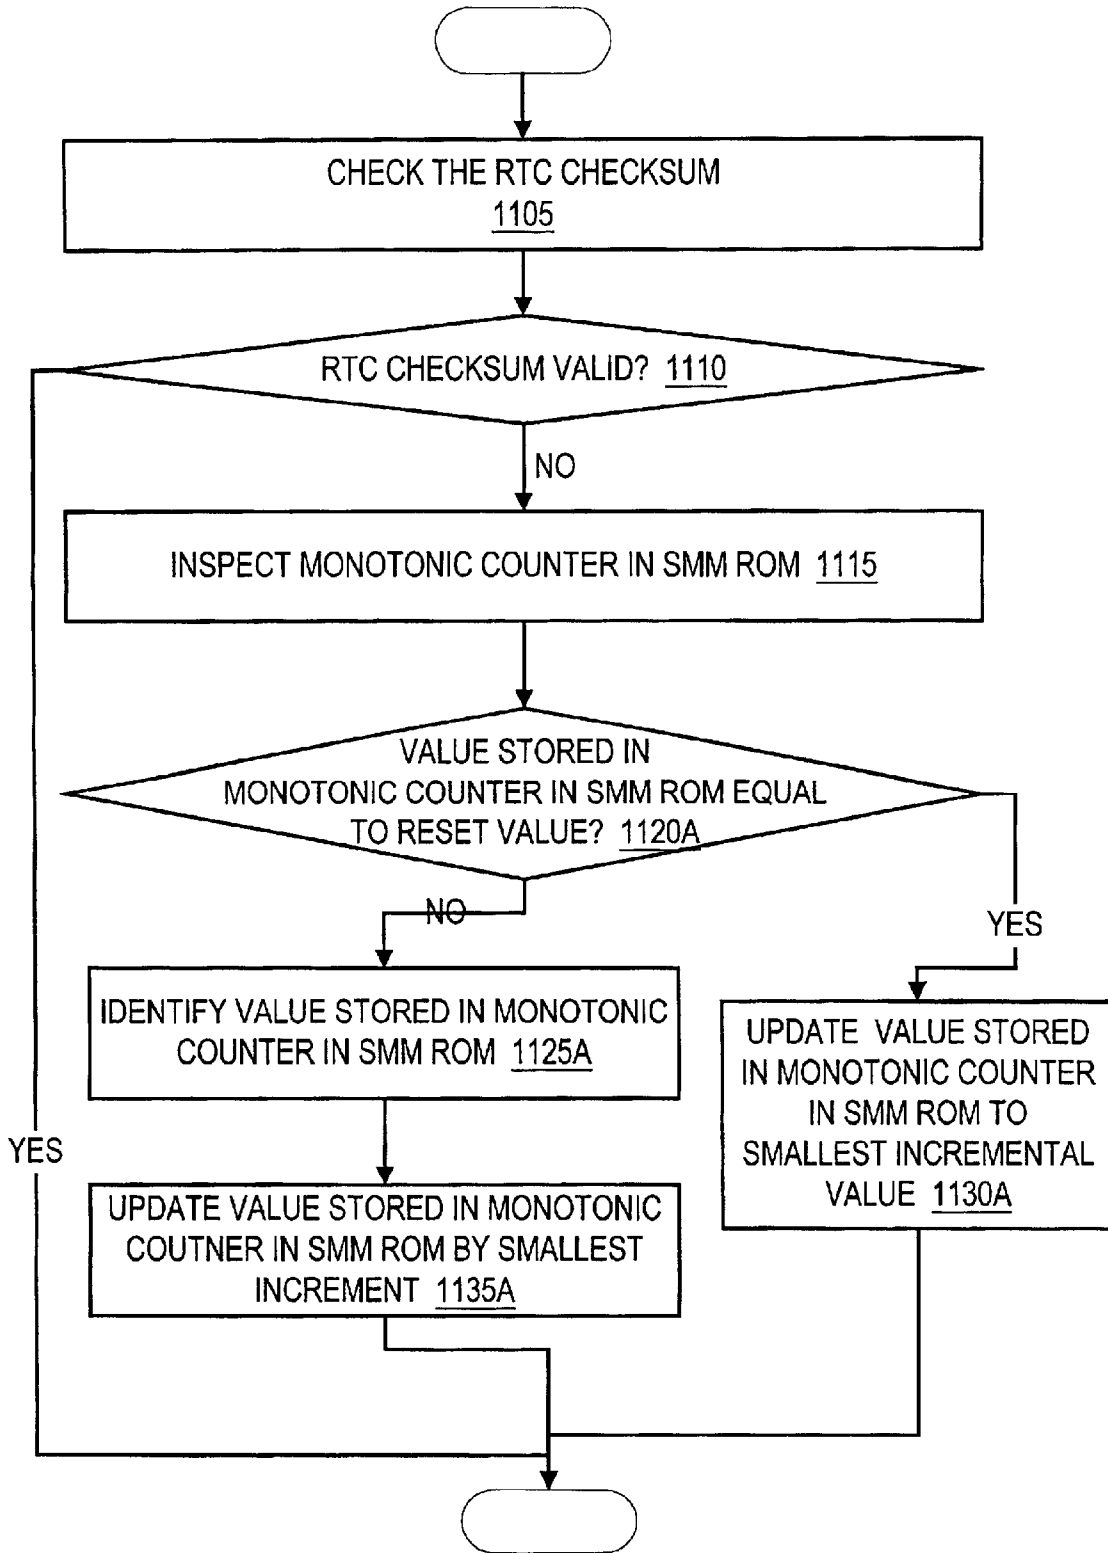 CHECK THE RTC CHECKSUM
1105
RTC CHECKSUM VALID? 1110
NO
INSPECT MONOTONIC COUNTER IN SMM ROM 1115
VALUE STORED IN
MONOTONIC COUNTER IN SMM ROM EQUAL
TO RESET VALUE? 1120A
NO
YES
IDENTIFY VALUE STORED IN MONOTONIC
COUNTER IN SMM ROM 1125A
UPDATE VALUE STORED
IN MONOTONIC COUNTER
IN SMM ROM TO
SMALLEST INCREMENTAL
VALUE 1130A
YES
UPDATE VALUE STORED IN MONOTONIC
COUTNER IN SMM ROM BY SMALLEST
INCREMENT 1135A